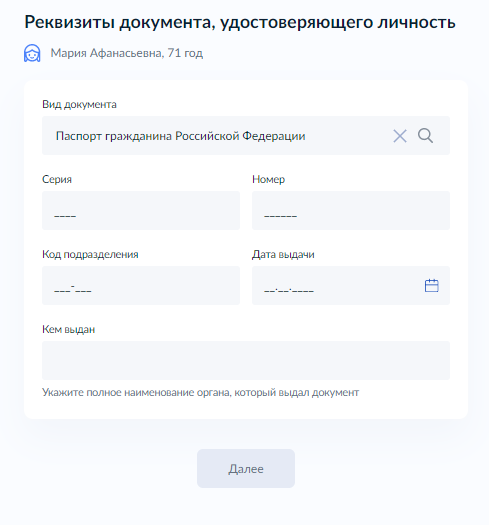 Реквизиты документа, удостоверяющего личность
Мария Афанасьевна, 71 год
Вид документа
Паспорт гражданина Российской Федерации
Серия
Номер
____
______
Код подразделения
Дата выдачи
___-___
__.__.____
Кем выдан
Укажите полное наименование органа, который выдал документ
Далее